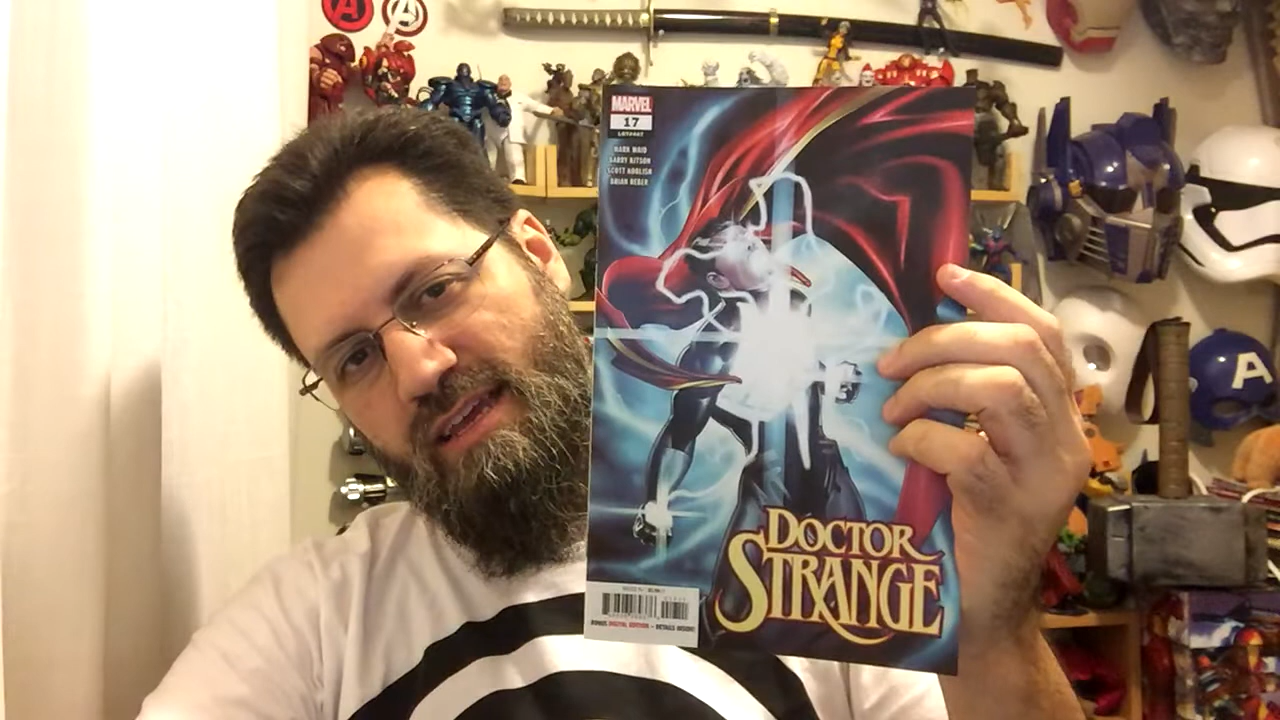 MARVEL
17
LGY#407
MARK WAID
BARRY KITSON
SCOTT KOBLISH
BRIAN REBER
DOCTOR
STRANGE
BONUS DIGITAL EDITION – DETAILS INSIDE!
A